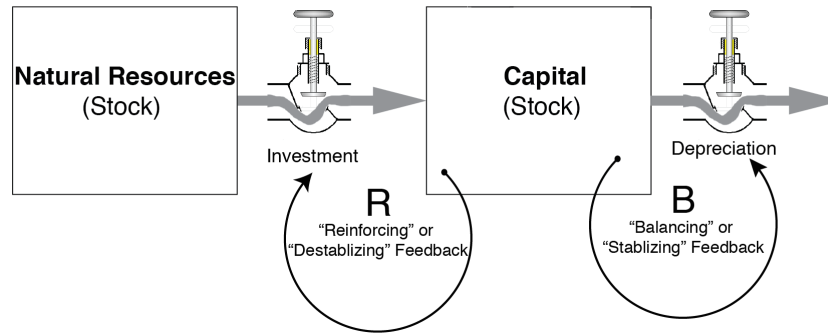 Natural Resources
(Stock)
Investment
Capital
(Stock)
Depreciation
R
“Reinforcing” or
“Destablizing” Feedback
B
“Balancing” or
“Stablizing” Feedback